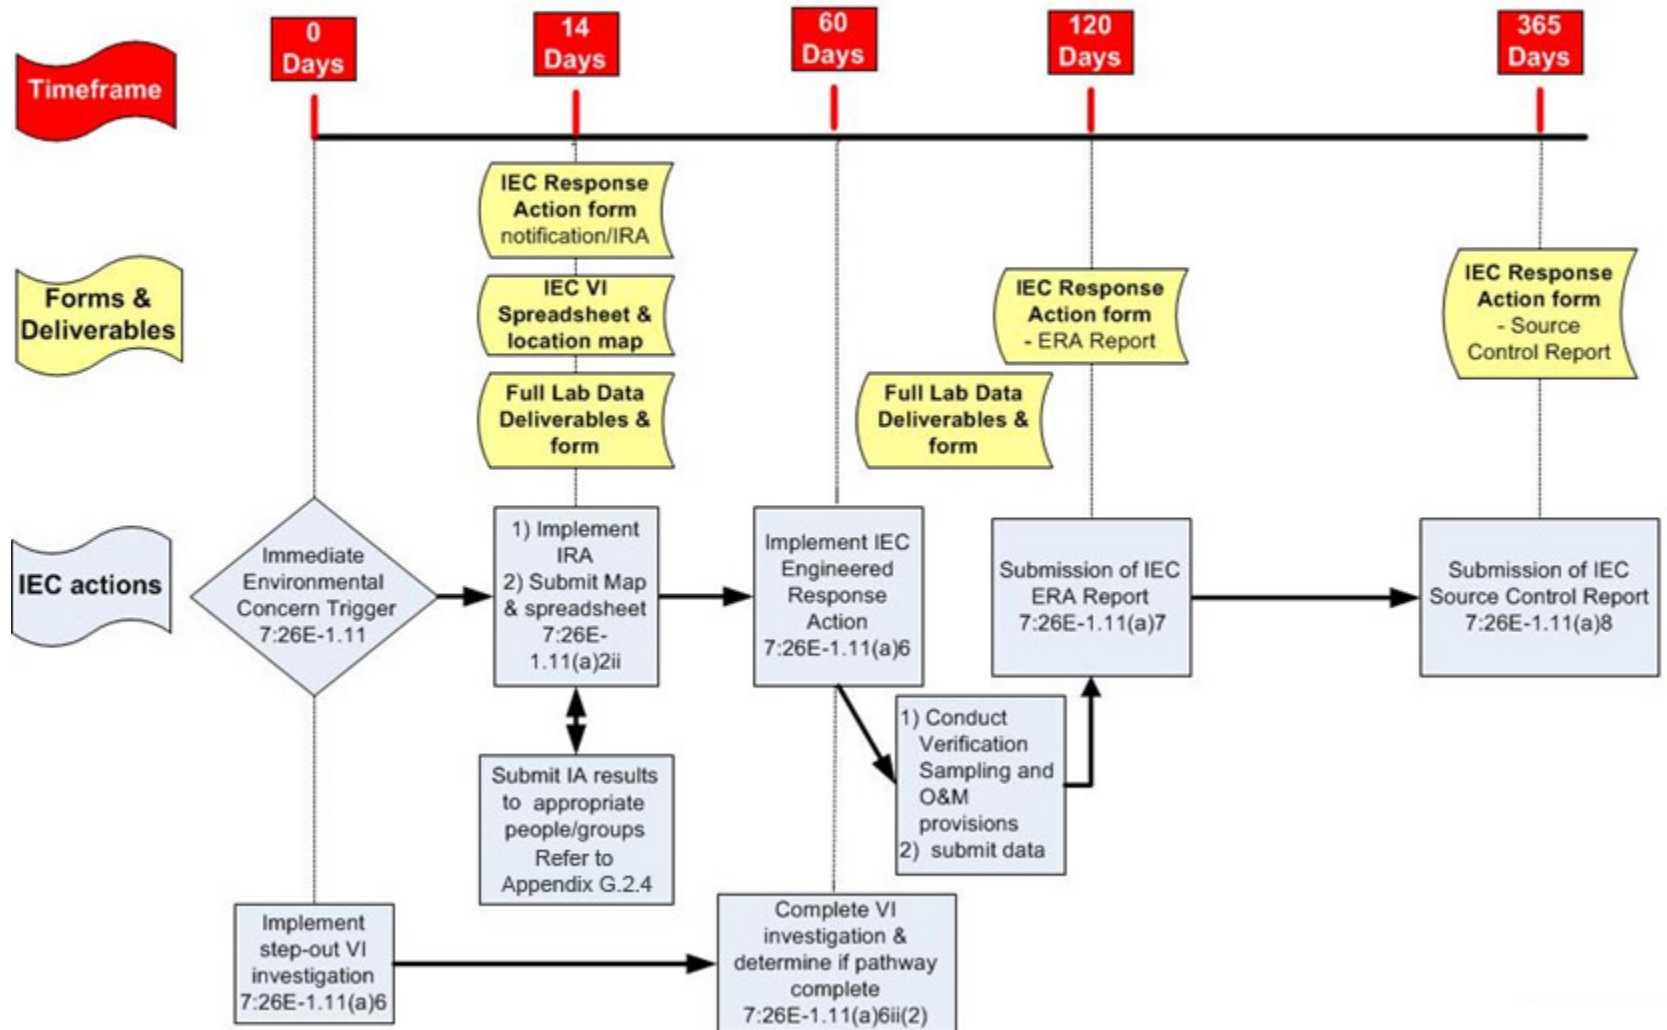 0
Days
14
Days
60
Days
120
Days
365
Days
Timeframe
IEC Response
Action form
notification/IRA
IEC VI
Spreadsheet &
location map
Full Lab Data
Deliverables &
form
Forms &
Deliverables
Full Lab Data
Deliverables &
form
IEC Response
Action form
- ERA Report
IEC Response
Action form
- Source
Control Report
IEC actions
Immediate
Environmental
Concern Trigger
7:26E-1.11
1) Implement
IRA
2) Submit Map
& spreadsheet
7:26E-
1.11(a)2ii
Implement IEC
Engineered
Response
Action
7:26E-1.11(a)6
Submission of IEC
ERA Report
7:26E-1.11(a)7
Submission of IEC
Source Control Report
7:26E-1.11(a)8
Submit IA results
to appropriate
people/groups
Refer to
Appendix G.2.4
1) Conduct
Verification
Sampling and
O&M
provisions
2) submit data
Implement
step-out VI
investigation
7:26E-1.11(a)6
Complete VI
investigation &
determine if pathway
complete
7:26E-1.11(a)6ii(2)